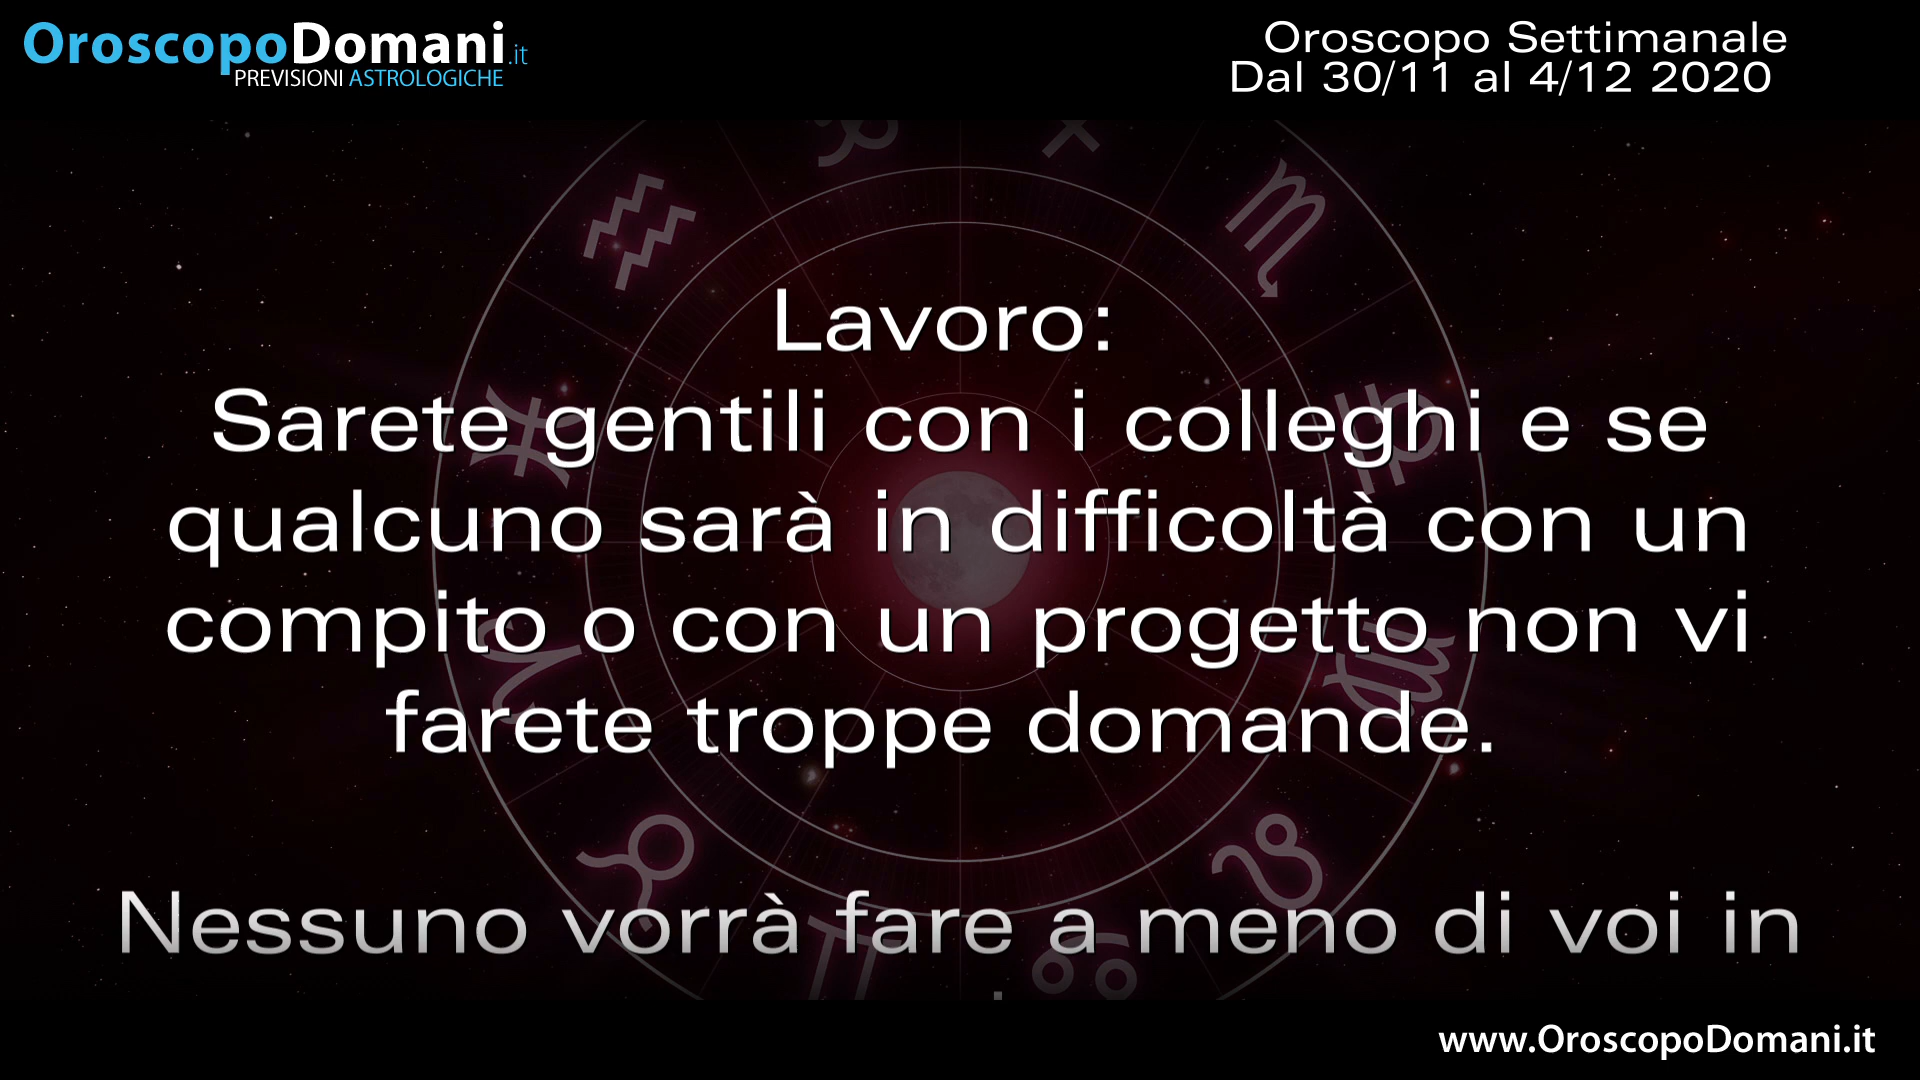 OroscopoDomani.it
PREVISIONI ASTROLOGICHE
Oroscopo Settimanale
Dal 30/11 al 4/12 2020
Lavoro:
Sarete gentili con i colleghi e se
qualcuno sarà in difficoltà con un
compito o con un progetto non vi
farete troppe domande.
Nessuno vorrà fare a meno di voi in
www.OroscopoDomani.it